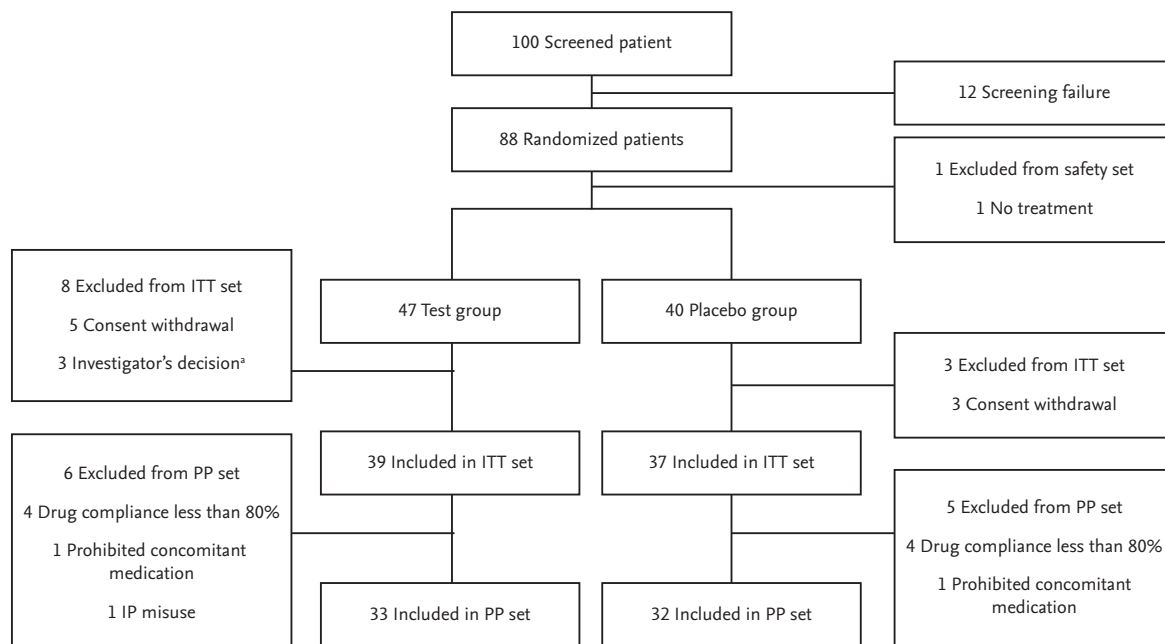 100 Screened patient
12 Screening failure
88 Randomized patients
1 Excluded from safety set
1 No treatment
8 Excluded from ITT set
5 Consent withdrawal
3 Investigator’s decisionᵃ
47 Test group
40 Placebo group
3 Excluded from ITT set
3 Consent withdrawal
39 Included in ITT set
37 Included in ITT set
6 Excluded from PP set
4 Drug compliance less than 80%
1 Prohibited concomitant
medication
1 IP misuse
5 Excluded from PP set
4 Drug compliance less than 80%
1 Prohibited concomitant
medication
33 Included in PP set
32 Included in PP set